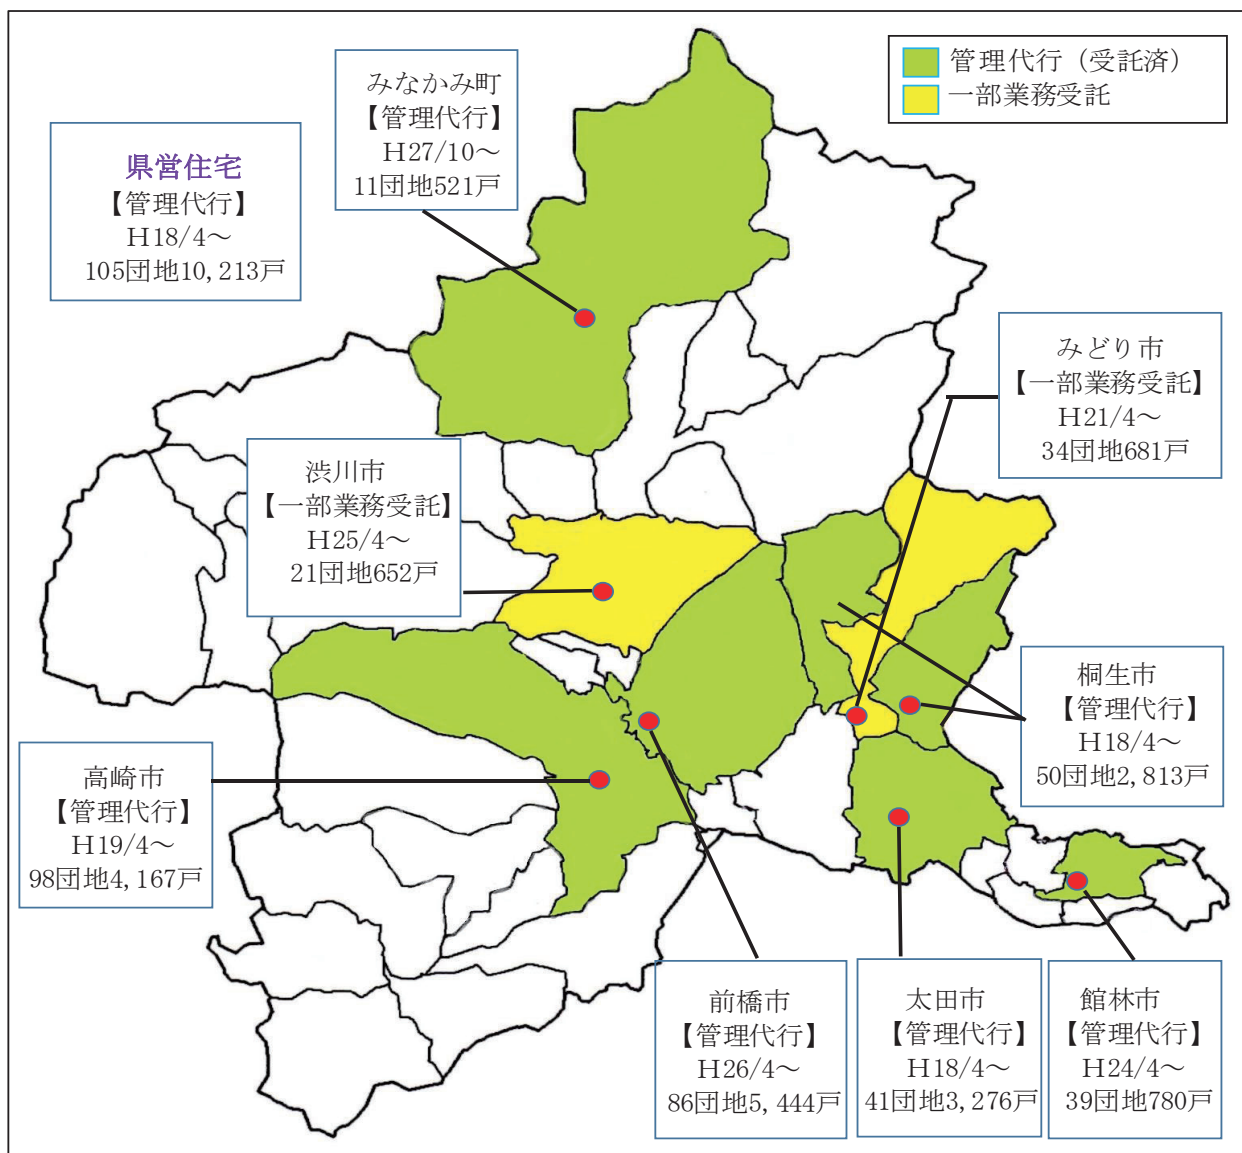 管理代行（受託済）
一部業務受託
みなかみ町
【管理代行】
H27/10～
11団地521戸
県営住宅
【管理代行】
H18/4～
105団地10,213戸
みどり市
【一部業務受託】
H21/4～
34団地681戸
渋川市
【一部業務受託】
H25/4～
21団地652戸
桐生市
【管理代行】
H18/4～
50団地2,813戸
高崎市
【管理代行】
H19/4～
98団地4,167戸
前橋市
【管理代行】
H26/4～
86団地5,444戸
太田市
【管理代行】
H18/4～
41団地3,276戸
館林市
【管理代行】
H24/4～
39団地780戸